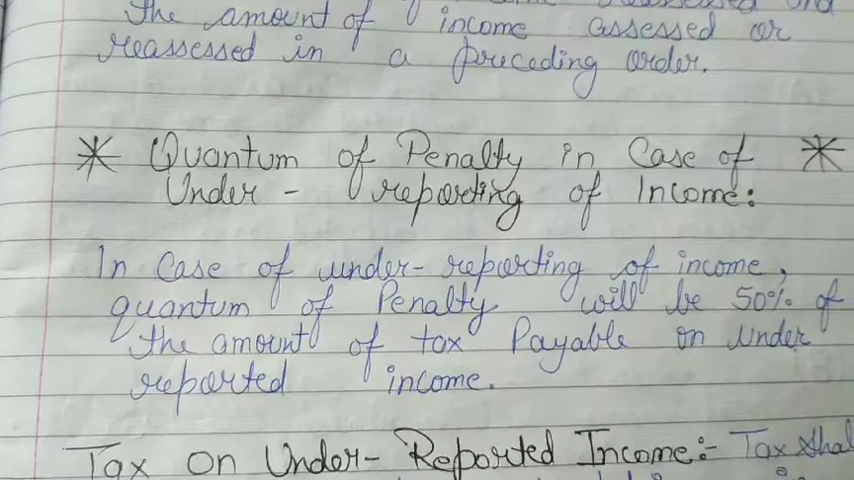 the amount of income assessed or
reassessed in a preceding order.
* Quantum of Penalty in Case of *
Under - reporting of Income:
In Case of under-reporting of income,
quantum of Penalty will be 50% of
the amount of tax Payable on under
reported income.
Tax on Under-Reported Income:- Tax shal